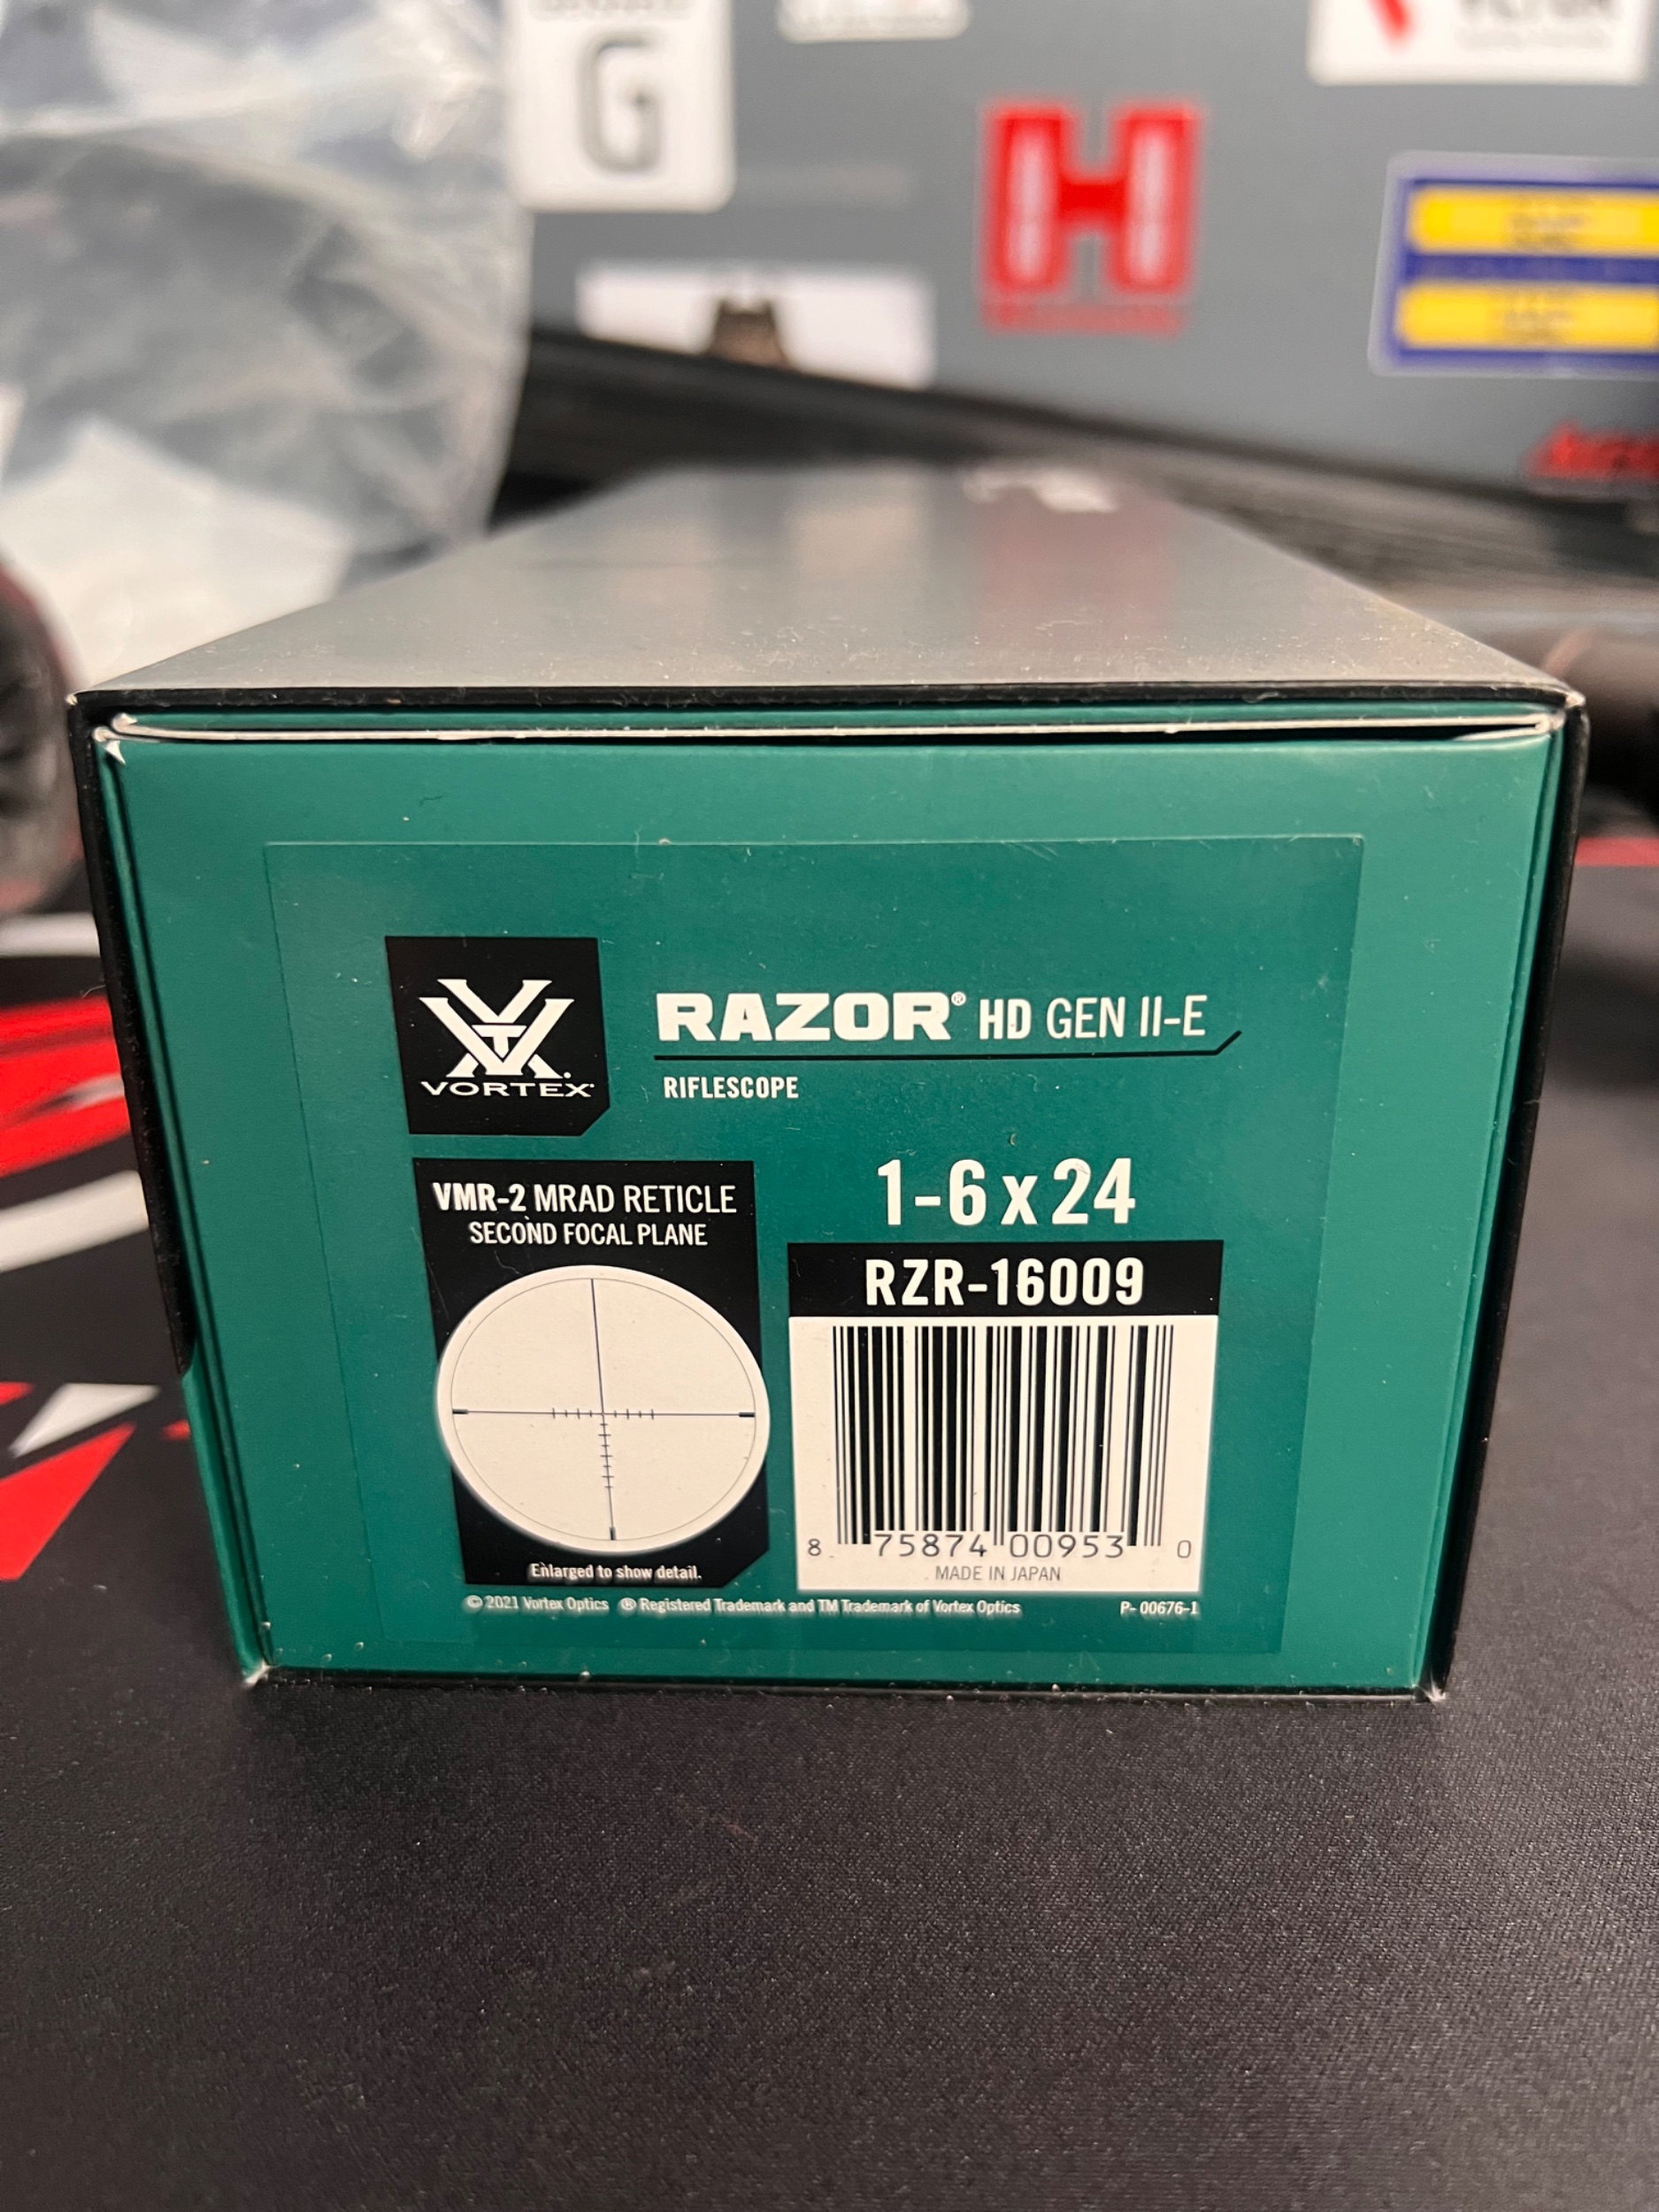 G
H
VORTEX®
RAZOR® HD GEN II-E
RIFLESCOPE
VMR-2 MRAD RETICLE
SECOND FOCAL PLANE
Enlarged to show detail.
1-6x24
RZR-16009
8 75874 00953 0
MADE IN JAPAN
© 2021 Vortex Optics ® Registered Trademark and TM Trademark of Vortex Optics P- 00676-1